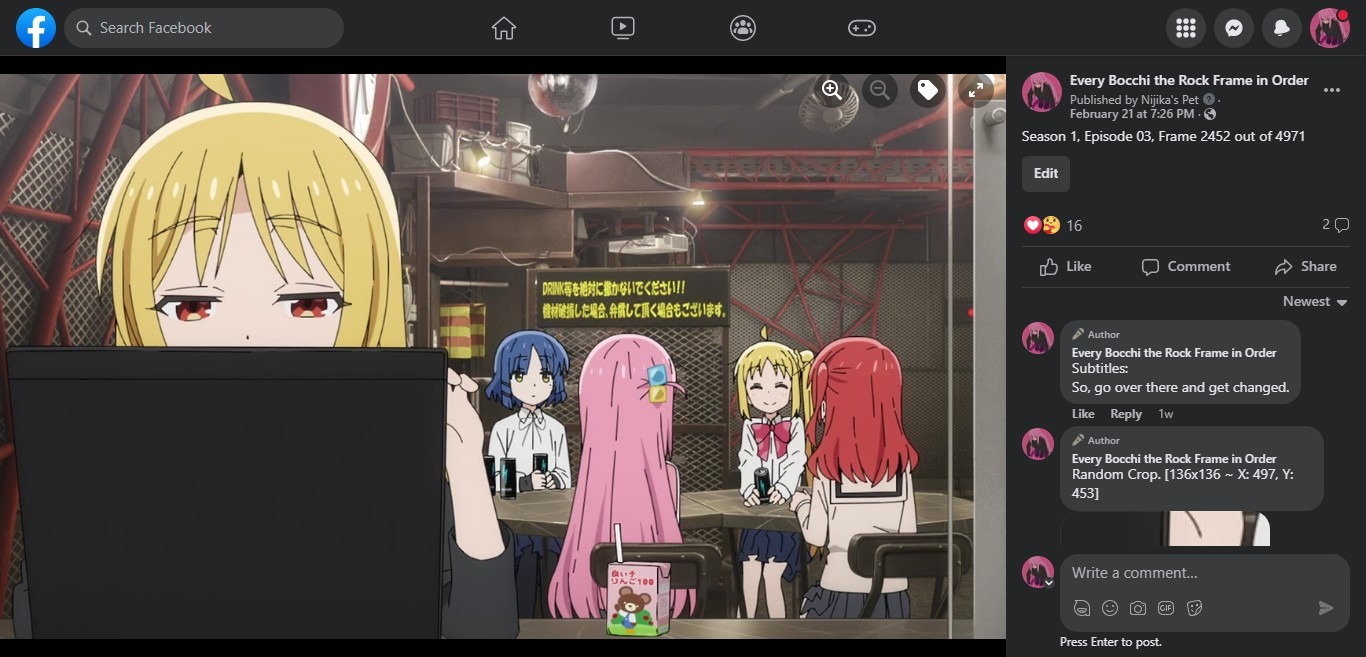 Search Facebook
DRINK等を絶対に撒かないでください!!
機材破損した場合、弁償して頂く場合もございます。
良い子
りんご100
Every Bocchi the Rock Frame in Order
Published by Nijika's Pet
February 21 at 7:26 PM ·
Season 1, Episode 03, Frame 2452 out of 4971
Edit
16
2
Like
Comment
Share
Newest
Author
Every Bocchi the Rock Frame in Order
Subtitles:
So, go over there and get changed.
Like Reply 1w
Author
Every Bocchi the Rock Frame in Order
Random Crop. [136x136 ~ X: 497, Y:
453]
Write a comment...
GIF
Press Enter to post.